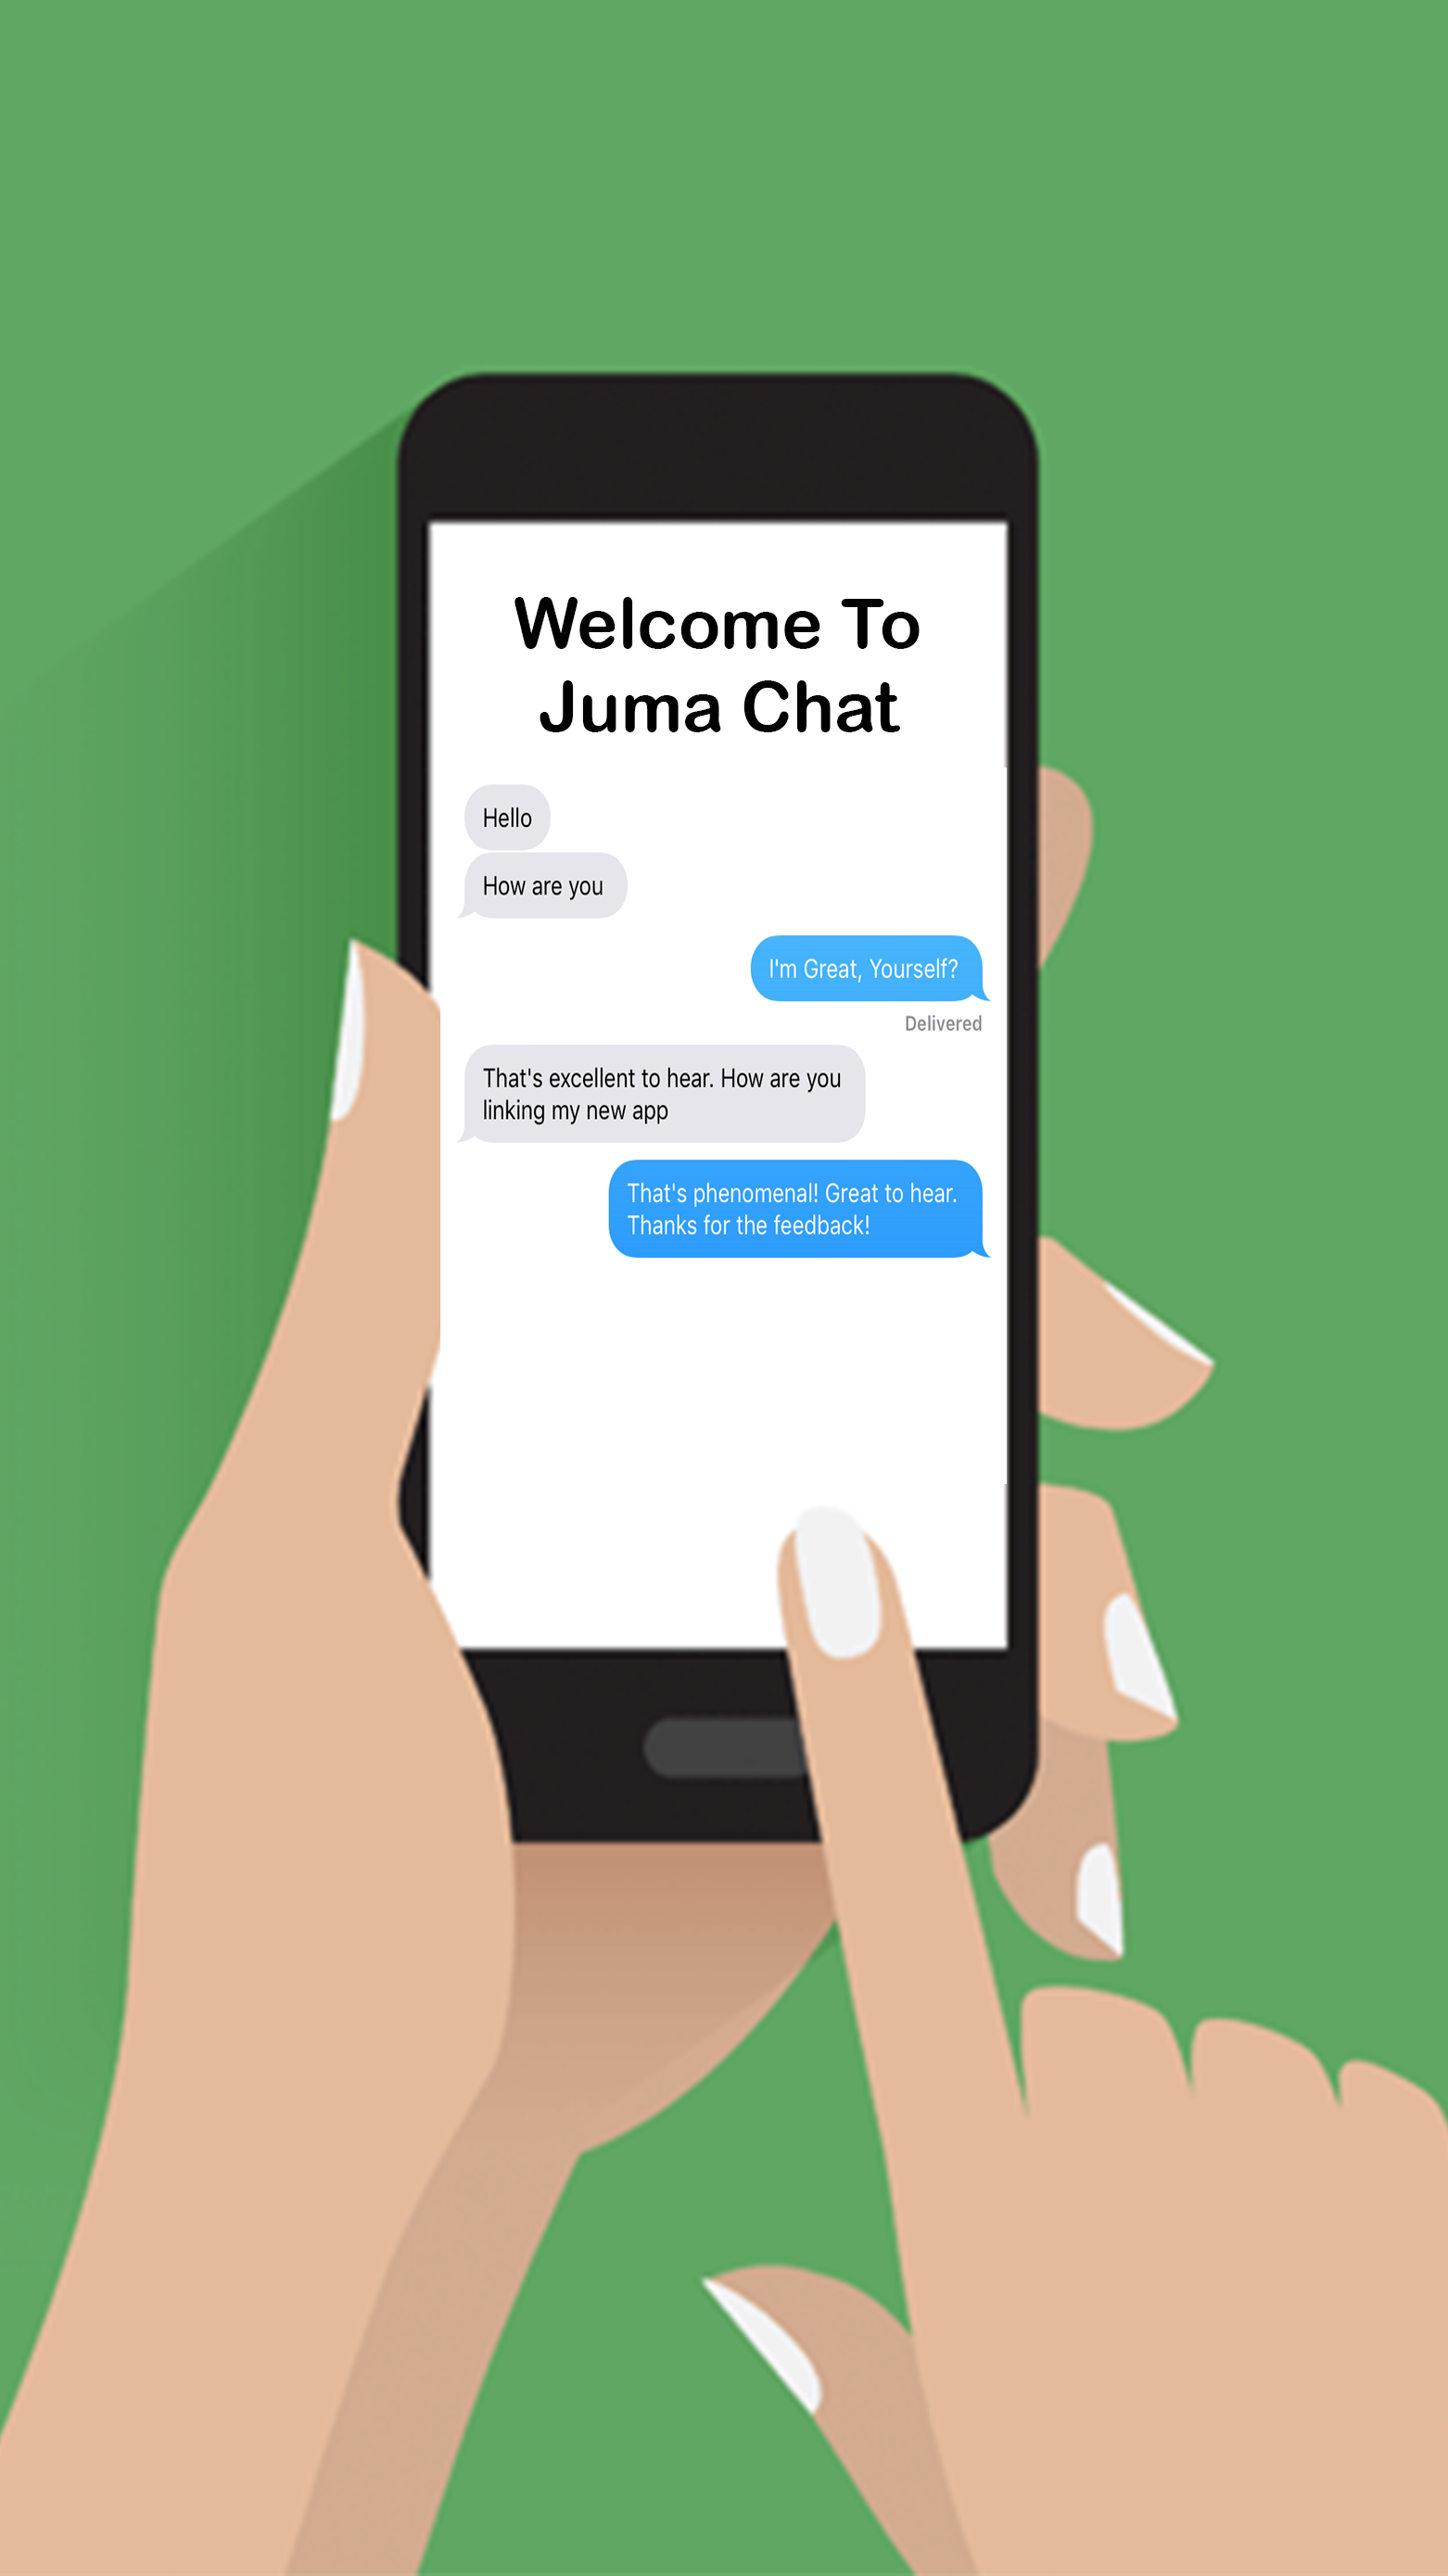 Welcome To
Juma Chat
Hello
How are you
I'm Great, Yourself?
Delivered
That's excellent to hear. How are you
linking my new app
That's phenomenal! Great to hear.
Thanks for the feedback!